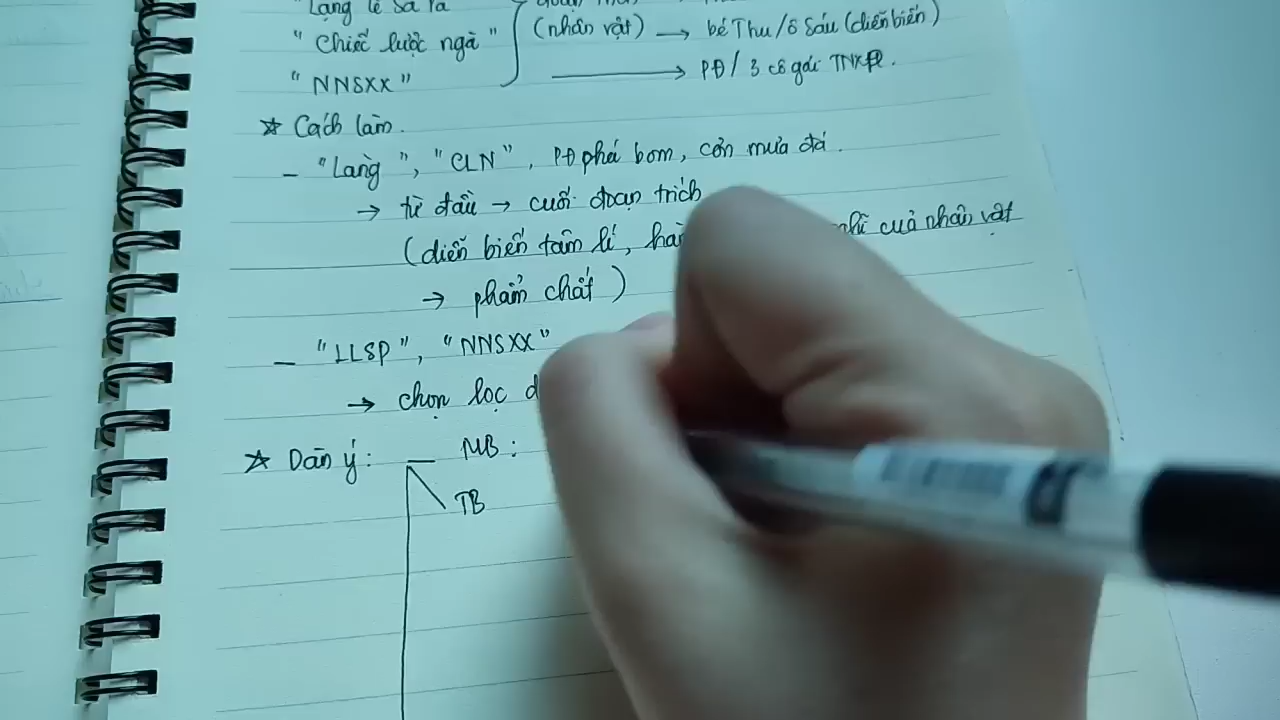 "Lạng lẽ Sa Pa
(nhân vật) → bé Thu/ô Sáu (diễn biến)
"Chiếc lược ngà"
→ PĐ/ 3 cô gái TNXP.
"NNSXX"
☆ Cách làm.
- "Làng", "CLN", PĐ phá bom, cơn mưa đá.
→ từ đầu → cuối đoạn trích
(diễn biến tâm lí, của nhân vật
→ phẩm chất)
- "LLSP", "NNSXX"
→ chọn lọc
☆ Dàn ý: - MB:
TB